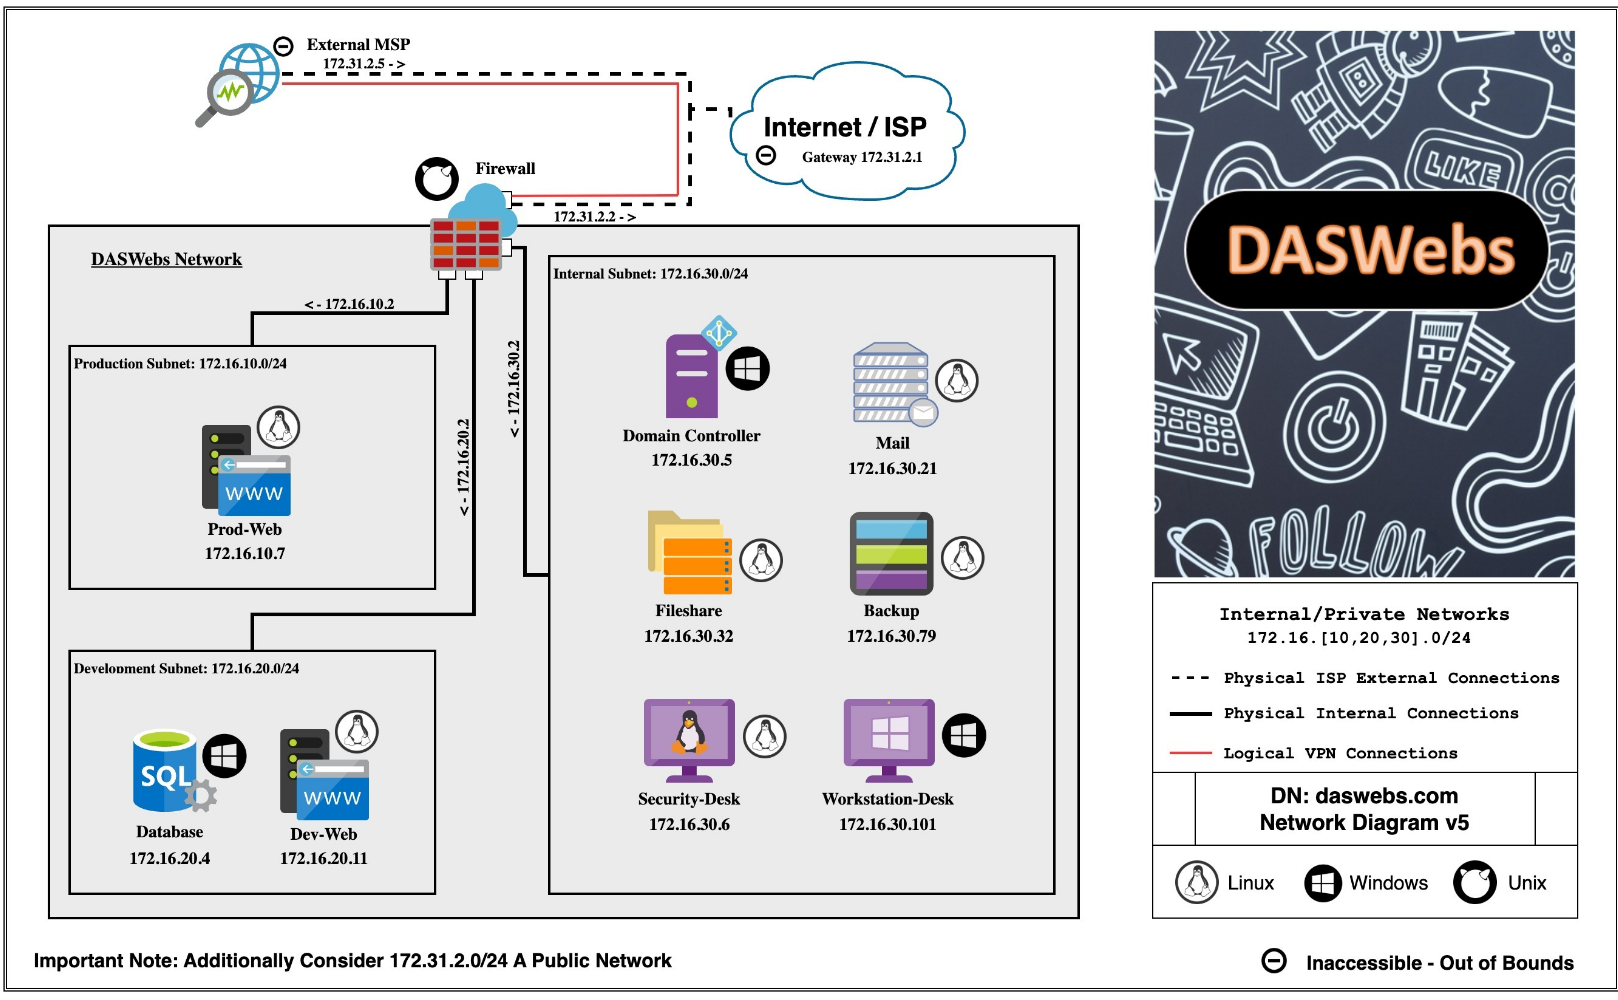 External MSP
172.31.2.5 - >
Internet / ISP
Gateway 172.31.2.1
Firewall
172.31.2.2 - >
DASWebs Network
< - 172.16.10.2
Production Subnet: 172.16.10.0/24
Prod-Web
172.16.10.7
WWW
< - 172.16.20.2
< - 172.16.30.2
Development Subnet: 172.16.20.0/24
SQL
Database
172.16.20.4
WWW
Dev-Web
172.16.20.11
Internal Subnet: 172.16.30.0/24
Domain Controller
172.16.30.5
Mail
172.16.30.21
Fileshare
172.16.30.32
Backup
172.16.30.79
Security-Desk
172.16.30.6
Workstation-Desk
172.16.30.101
LIKE
@
DASWebs
FOLLOW
Internal/Private Networks
172.16.[10,20,30].0/24
Physical ISP External Connections
Physical Internal Connections
Logical VPN Connections
DN: daswebs.com
Network Diagram v5
Linux
Windows
Unix
Important Note: Additionally Consider 172.31.2.0/24 A Public Network
Inaccessible - Out of Bounds